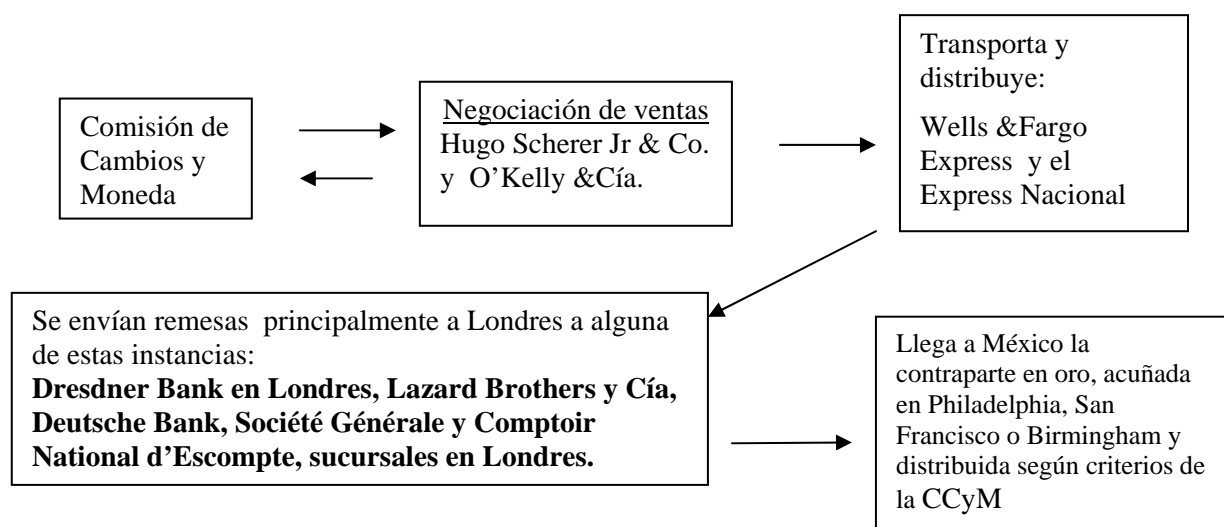 Comisión de
Cambios y
Moneda
Negociación de ventas
Hugo Scherer Jr & Co.
y O’Kelly &Cía.
Transporta y
distribuye:
Wells &Fargo
Express y el
Express Nacional
Se envían remesas principalmente a Londres a alguna
de estas instancias:
Dresdner Bank en Londres, Lazard Brothers y Cía,
Deutsche Bank, Société Générale y Comptoir
National d’Escompte, sucursales en Londres.
Llega a México la
contraparte en oro, acuñada
en Philadelphia, San
Francisco o Birmingham y
distribuida según criterios de
la CCyM